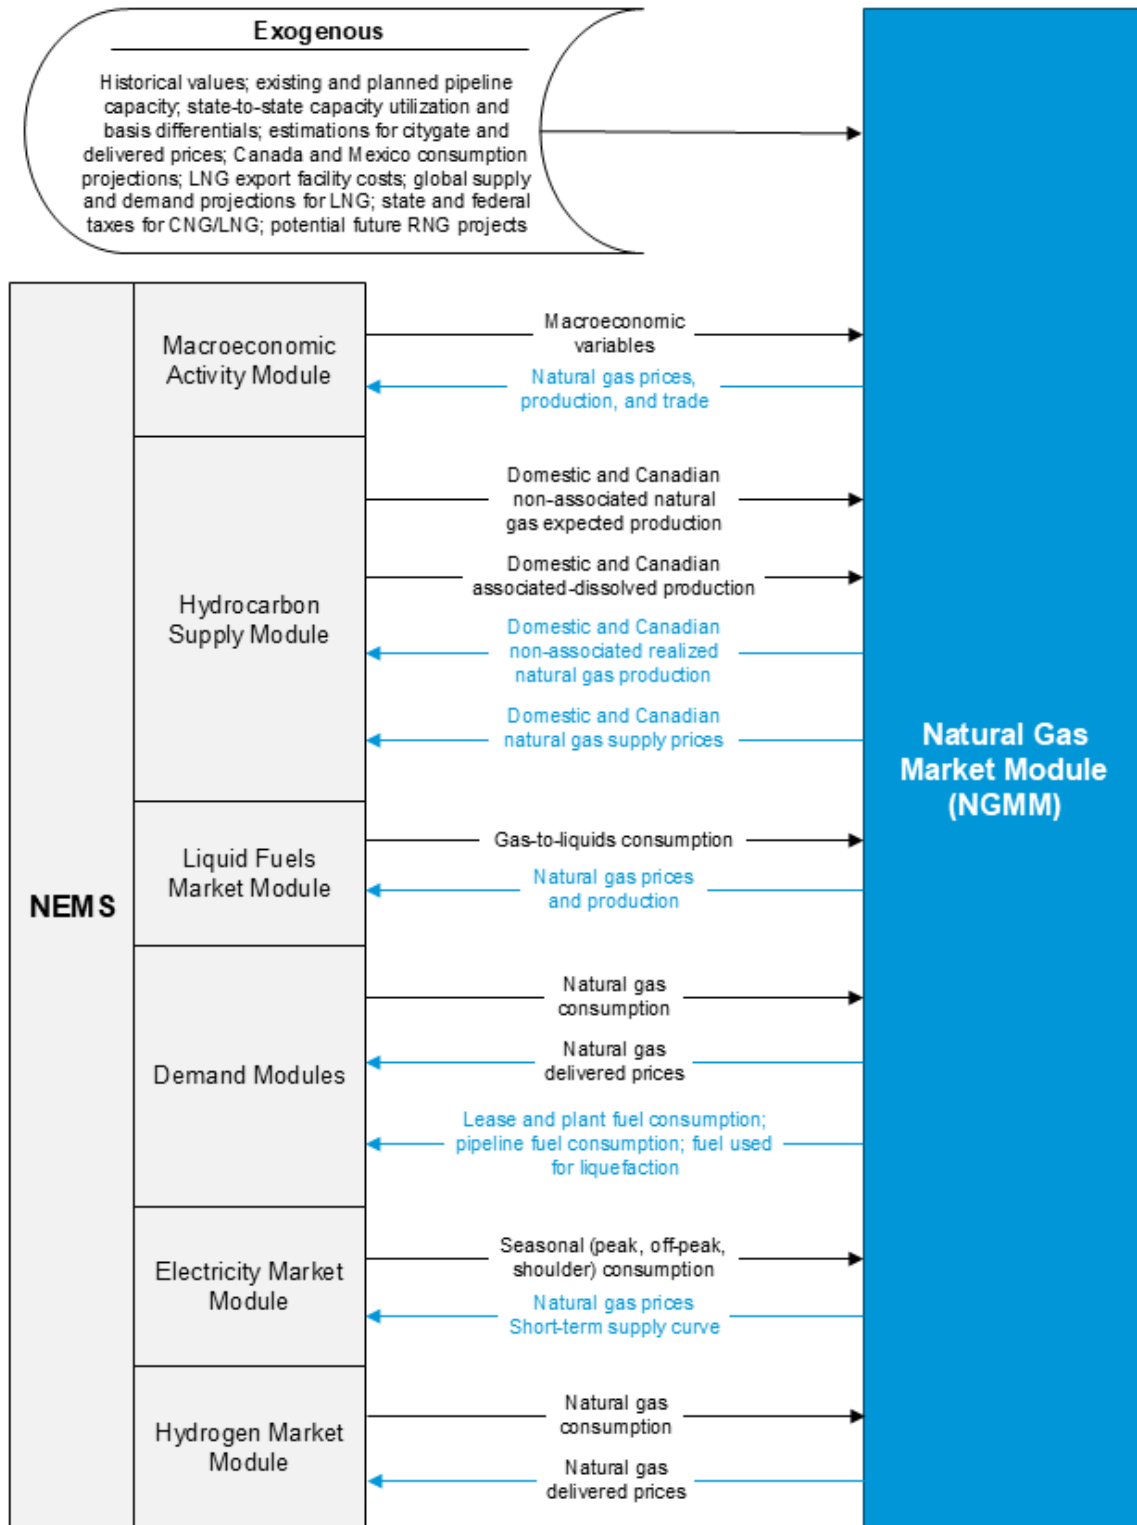 Exogenous
Historical values; existing and planned pipeline
capacity; state-to-state capacity utilization and
basis differentials; estimations for citygate and
delivered prices; Canada and Mexico consumption
projections; LNG export facility costs; global supply
and demand projections for LNG; state and federal
taxes for CNG/LNG; potential future RNG projects
NEMS
Macroeconomic
Activity Module
Macroeconomic
variables
Natural gas prices,
production, and trade
Hydrocarbon
Supply Module
Domestic and Canadian
non-associated natural
gas expected production
Domestic and Canadian
associated-dissolved production
Domestic and Canadian
non-associated realized
natural gas production
Domestic and Canadian
natural gas supply prices
Liquid Fuels
Market Module
Gas-to-liquids consumption
Natural gas prices
and production
Demand Modules
Natural gas
consumption
Natural gas
delivered prices
Lease and plant fuel consumption;
pipeline fuel consumption; fuel used
for liquefaction
Electricity Market
Module
Seasonal (peak, off-peak,
shoulder) consumption
Natural gas prices
Short-term supply curve
Hydrogen Market
Module
Natural gas
consumption
Natural gas
delivered prices
Natural Gas
Market Module
(NGMM)